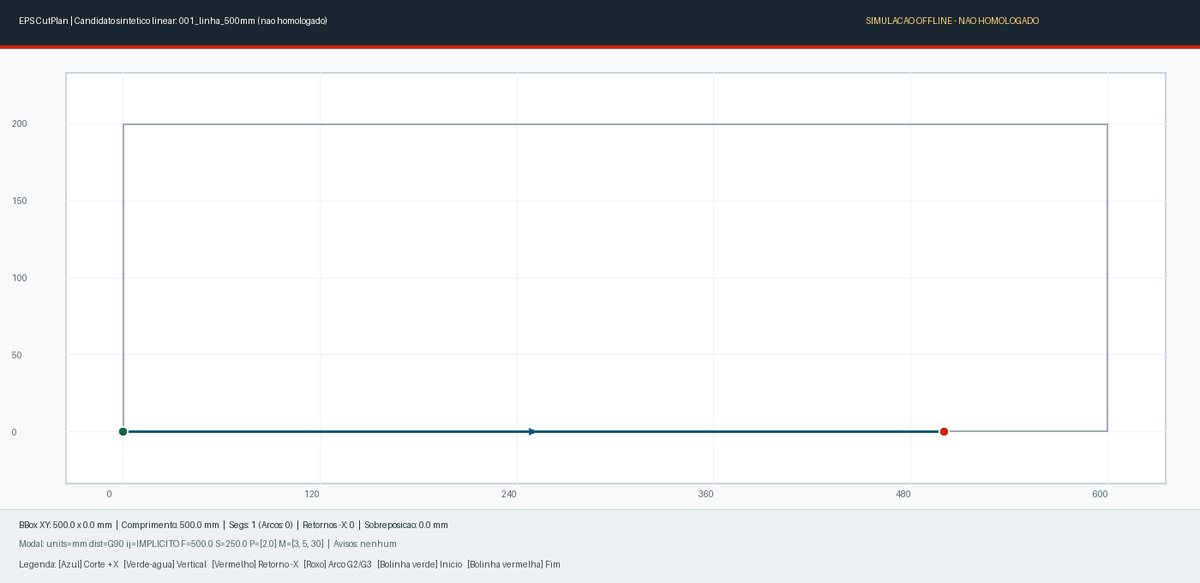 EPS CutPlan | Candidato sintetico linear: 001_linha_500mm (nao homologado)
SIMULACAO OFFLINE - NAO HOMOLOGADO
200
150
100
50
0
0 120 240 360 480 600
BBox XY: 500.0 x 0.0 mm | Comprimento: 500.0 mm | Segs: 1 (Arcos: 0) | Retornos -X: 0 | Sobreposicao: 0.0 mm
Modal: units=mm dist=G90 ij=IMPLICITO F=500.0 S=250.0 P=[2.0] M=[3, 5, 30] | Avisos: nenhum
Legenda: [Azul] Corte +X [Verde-agua] Vertical [Vermelho] Retorno -X [Roxo] Arco G2/G3 [Bolinha verde] Inicio [Bolinha vermelha] Fim